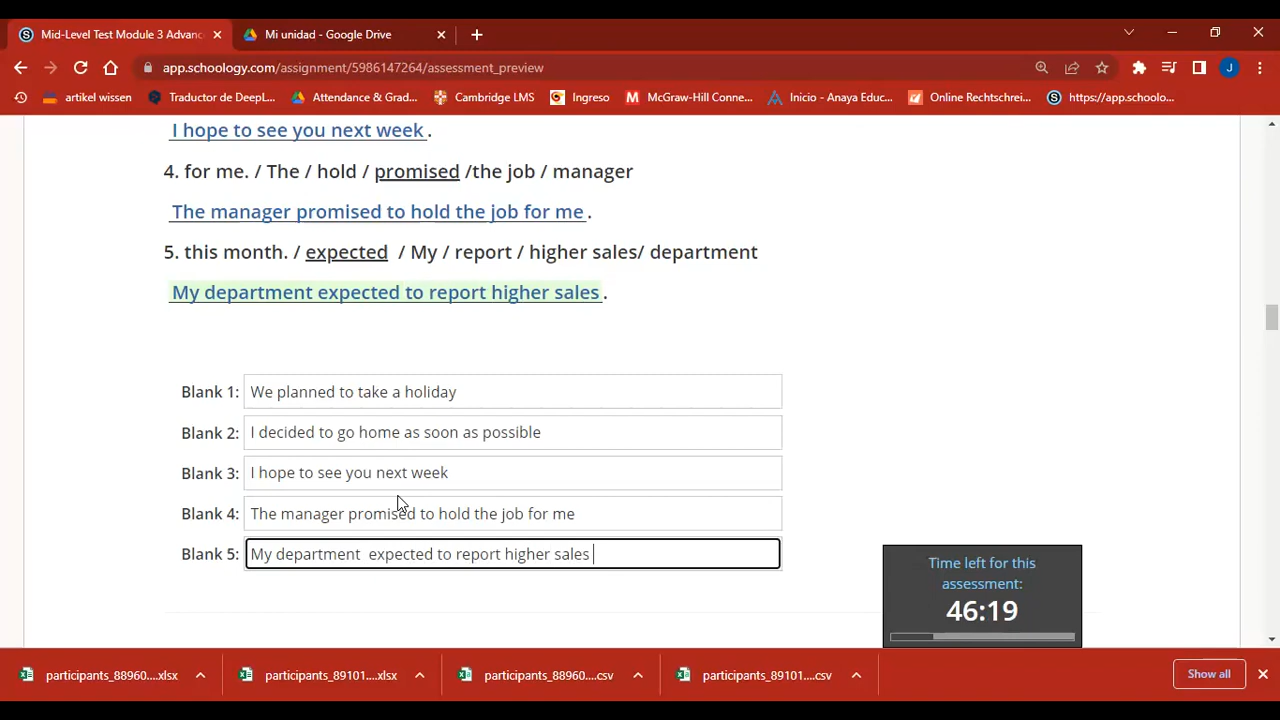 Mid-Level Test Module 3 Advanc
Mi unidad - Google Drive
app.schoology.com/assignment/5986147264/assessment_preview
J
artikel wissen
Traductor de DeepL...
Attendance & Grad...
Cambridge LMS
Ingreso
McGraw-Hill Conne...
Inicio - Anaya Educ...
Online Rechtschrei...
https://app.schoolo...
I hope to see you next week.
4. for me. / The / hold / promised /the job / manager
The manager promised to hold the job for me.
5. this month. / expected / My / report / higher sales/ department
My department expected to report higher sales.
Blank 1: We planned to take a holiday
Blank 2: I decided to go home as soon as possible
Blank 3: I hope to see you next week
Blank 4: The manager promised to hold the job for me
Blank 5: My department  expected to report higher sales
Time left for this
assessment:
46:19
participants_88960....xlsx
participants_89101....xlsx
participants_88960....csv
participants_89101....csv
Show all